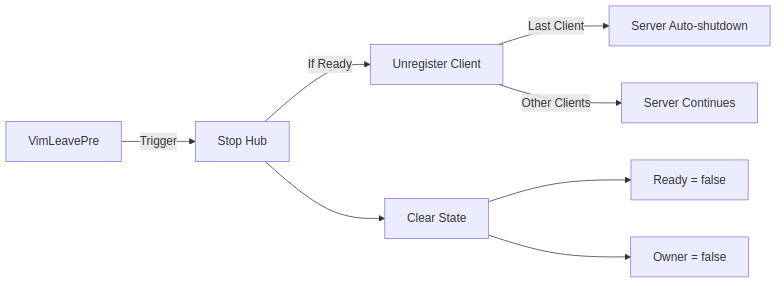 VimLeavePre
Trigger
Stop Hub
If Ready
Unregister Client
Last Client
Server Auto-shutdown
Other Clients
Server Continues
Clear State
Ready = false
Owner = false